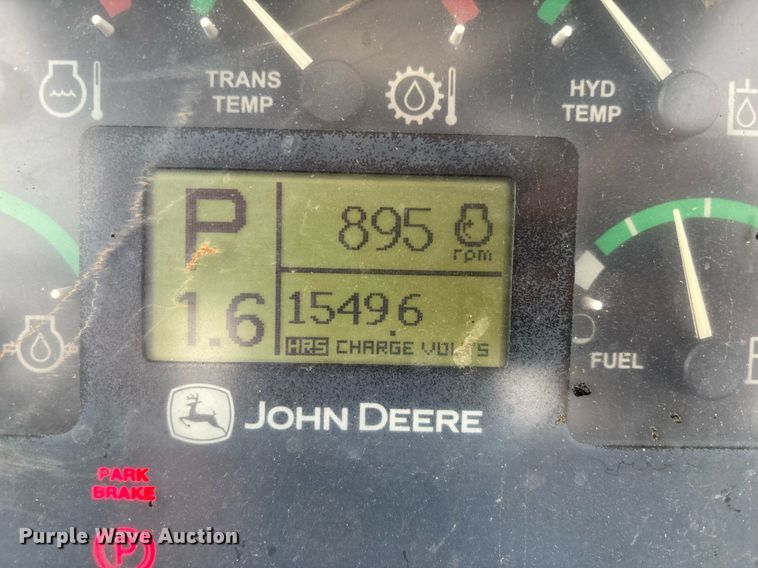 TRANS
TEMP
HYD
TEMP
P
895
rpm
1.6
1549.6
HRS CHARGE VOLTS
FUEL
JOHN DEERE
PARK
BRAKE
P
Purple Wave Auction